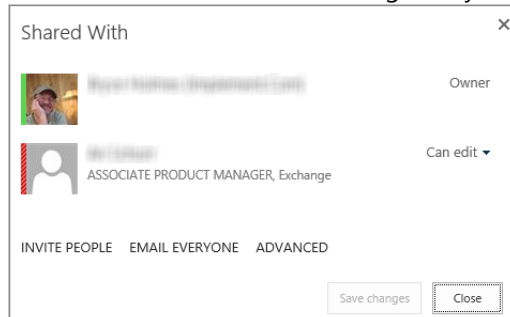 Shared With
Owner
Can edit
ASSOCIATE PRODUCT MANAGER, Exchange
INVITE PEOPLE EMAIL EVERYONE ADVANCED
Save changes Close